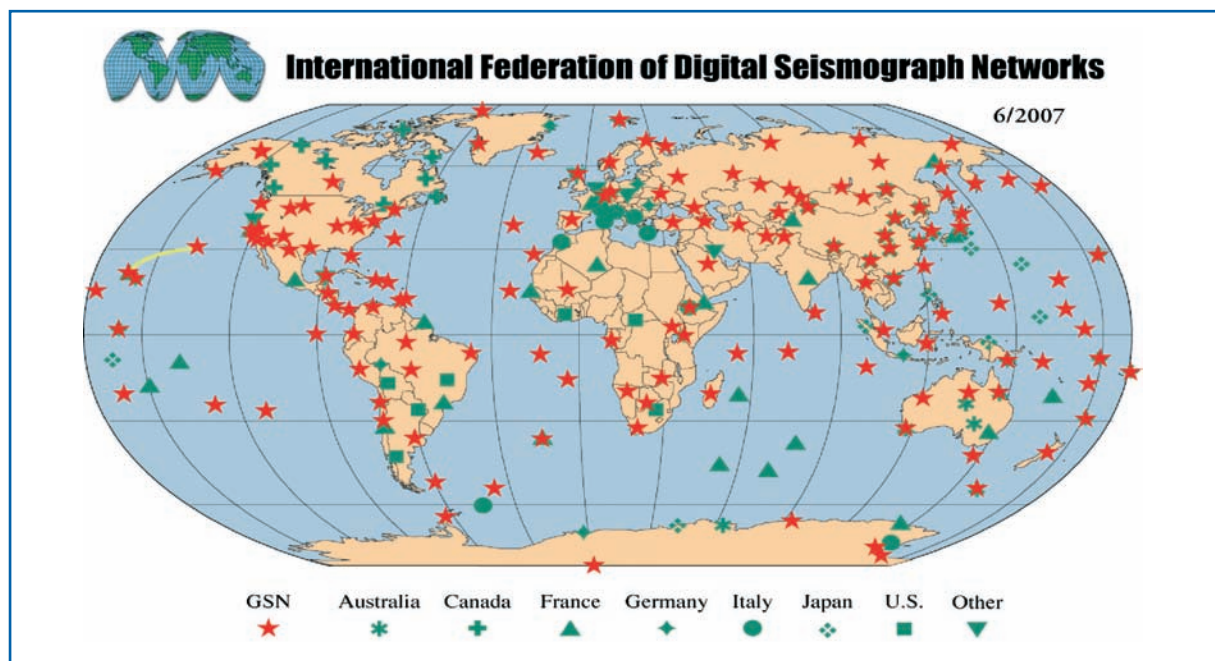 International Federation of Digital Seismograph Networks
6/2007
GSN Australia Canada France Germany Italy Japan U.S. Other